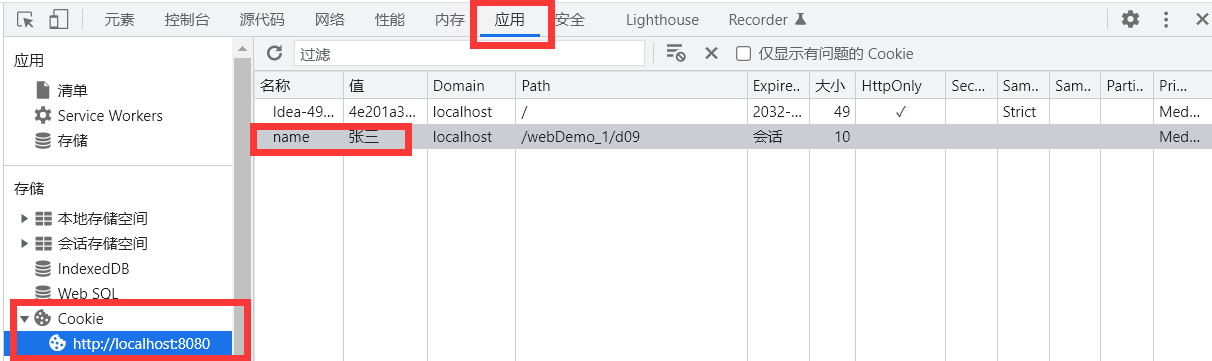 元素 控制台 源代码 网络 性能 内存 应用 安全 Lighthouse Recorder
应用
清单
Service Workers
存储
存储
本地存储空间
会话存储空间
IndexedDB
Web SQL
Cookie
http://localhost:8080
过滤 仅显示有问题的 Cookie
名称 值 Domain Path Expire... 大小 HttpOnly Sec... Sam... Sam... Parti... Pri...
Idea-49... 4e201a3... localhost / 2032-... 49 ✓ Strict Med...
name 张三 localhost /webDemo_1/d09 会话 10 Med...